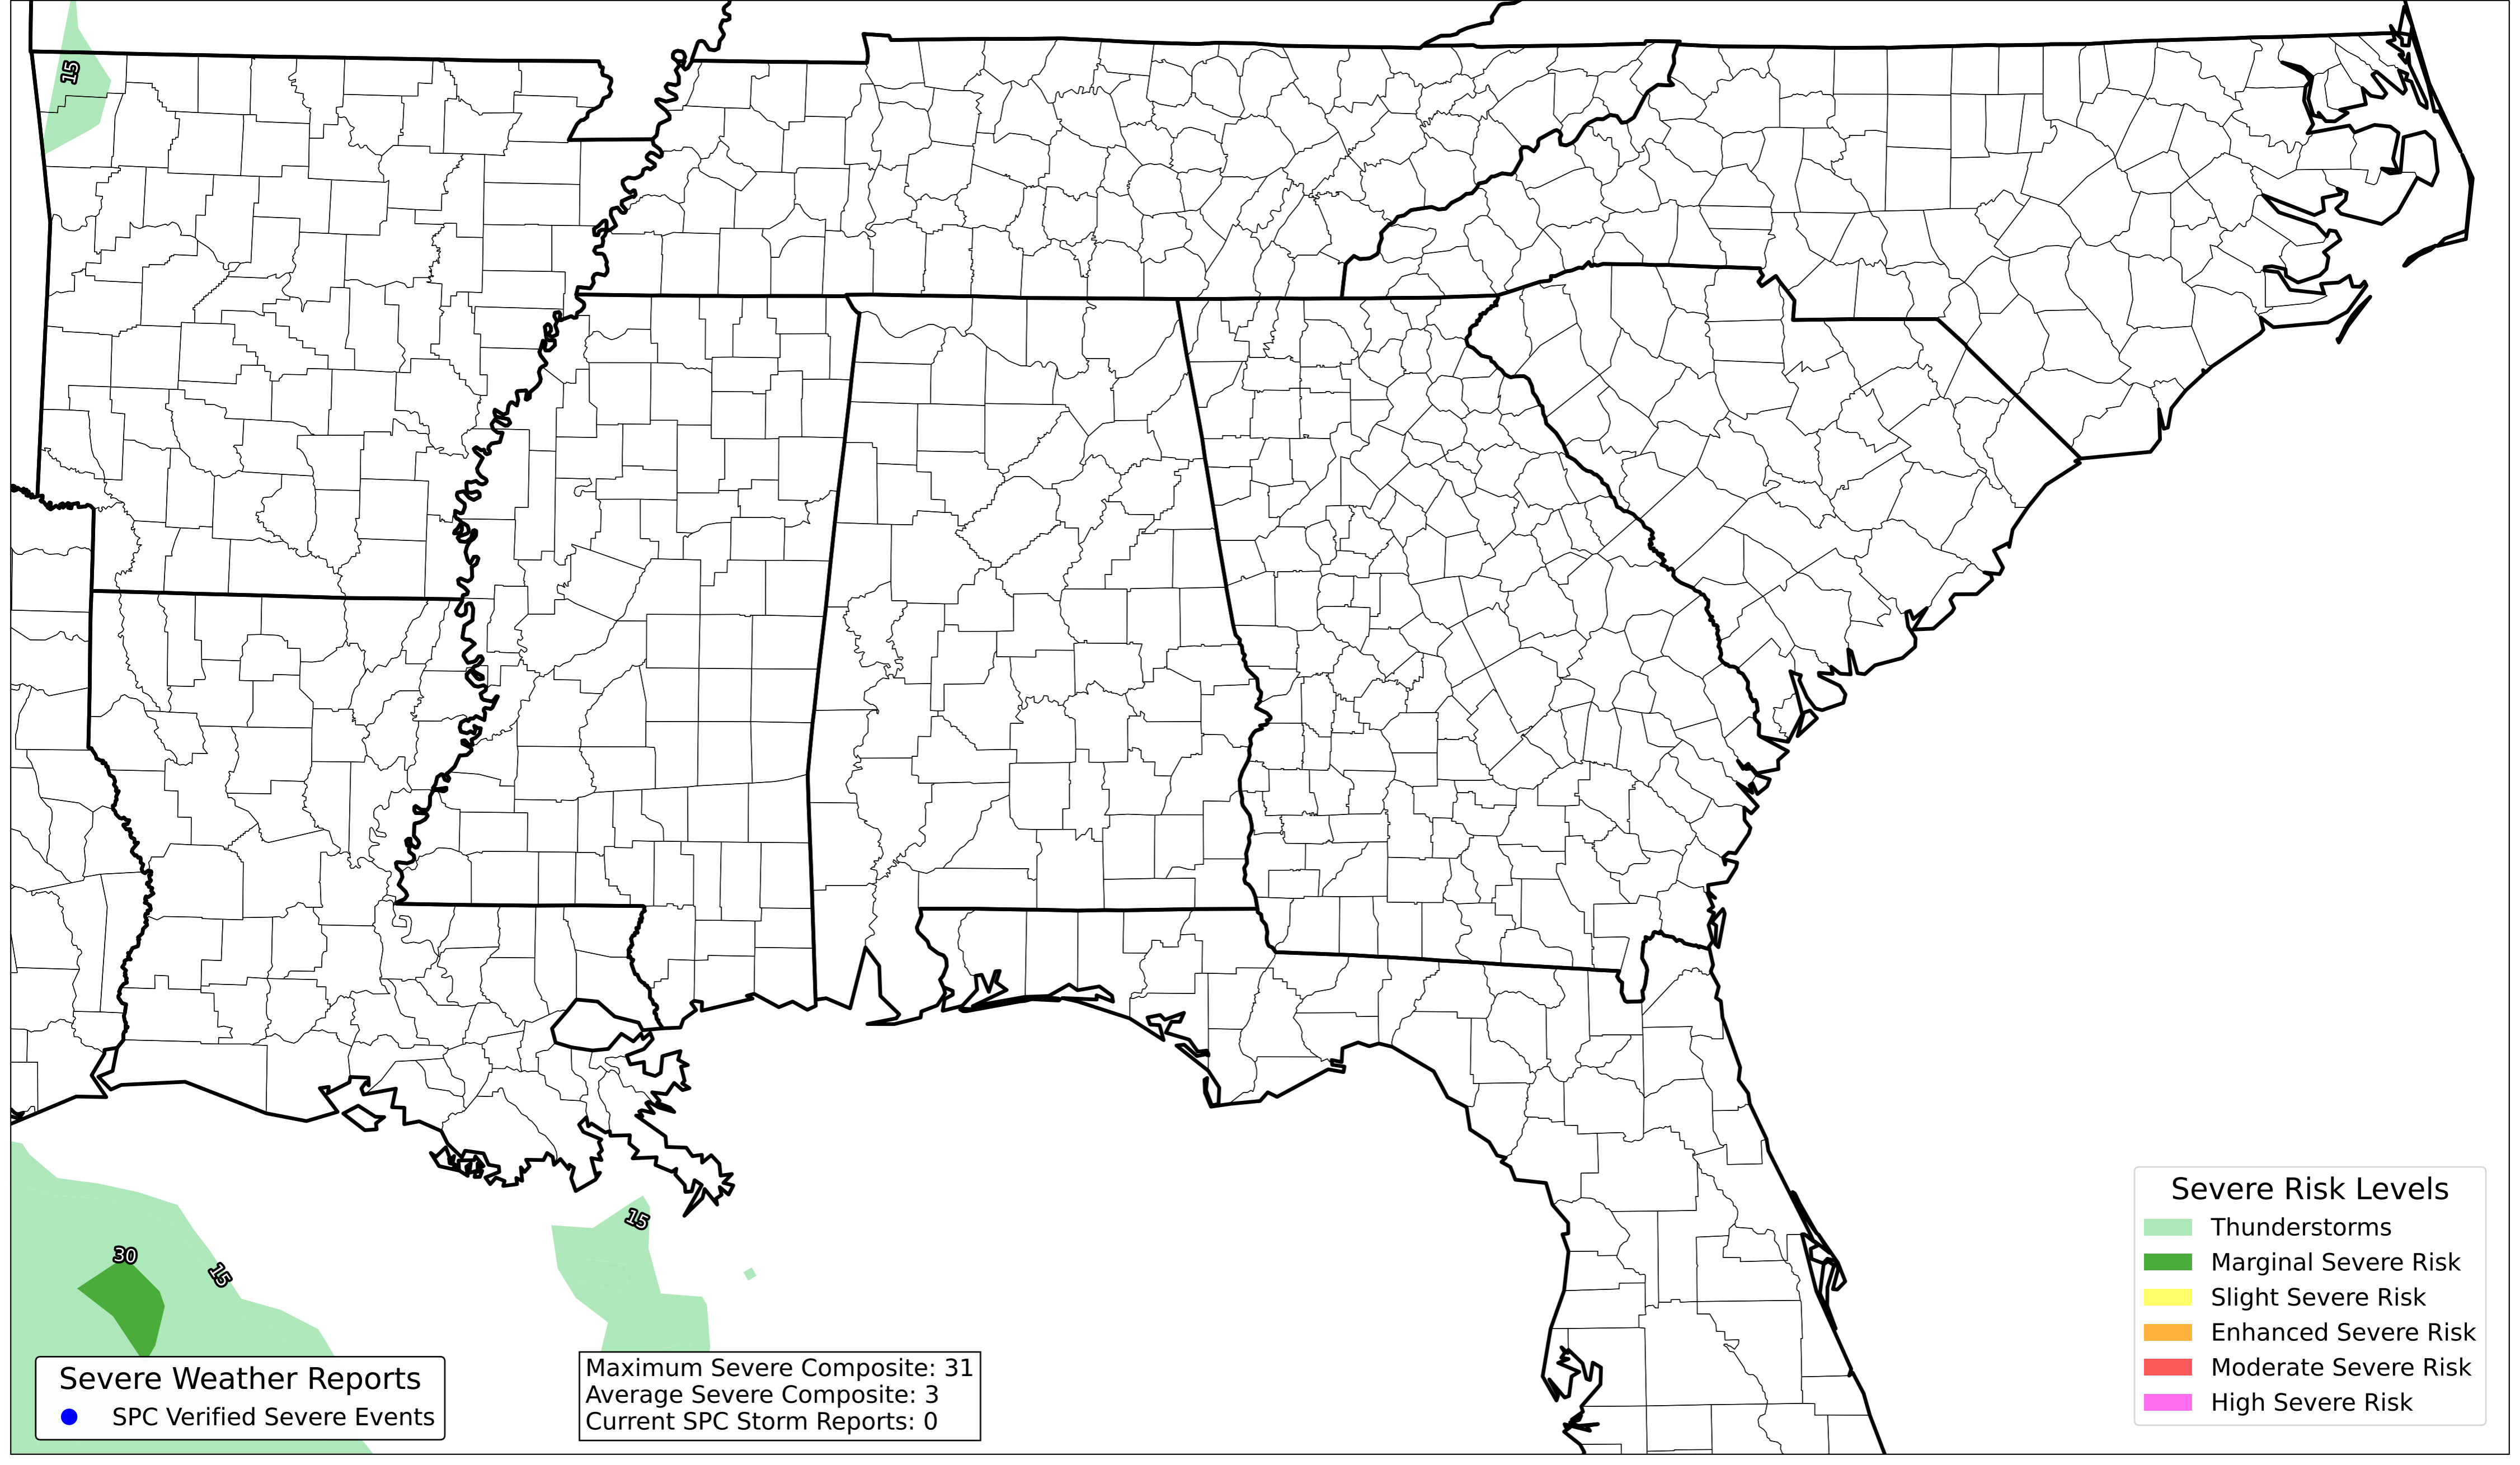 15
15
30
15
Severe Weather Reports
SPC Verified Severe Events
Maximum Severe Composite: 31
Average Severe Composite: 3
Current SPC Storm Reports: 0
Severe Risk Levels
Thunderstorms
Marginal Severe Risk
Slight Severe Risk
Enhanced Severe Risk
Moderate Severe Risk
High Severe Risk